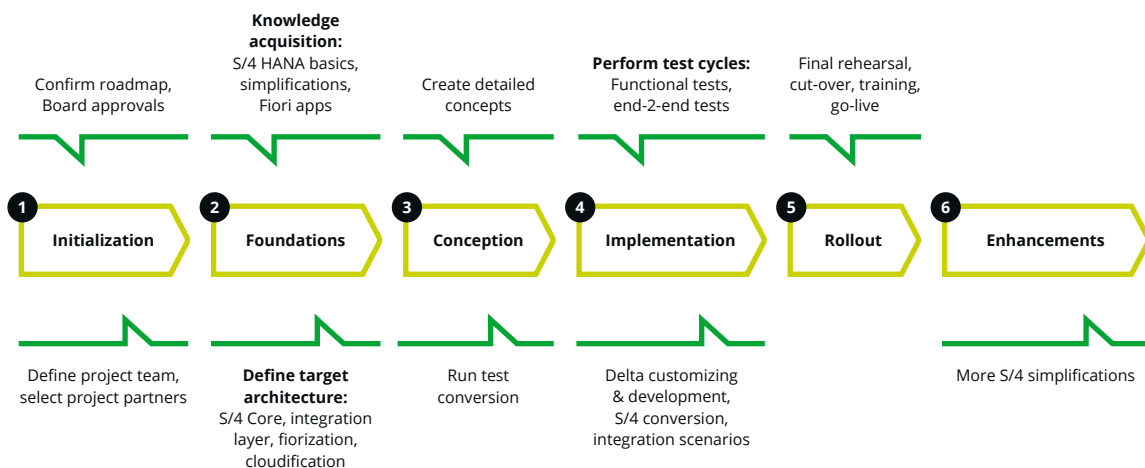 Confirm roadmap,
Board approvals
Knowledge
acquisition:
S/4 HANA basics,
simplifications,
Fiori apps
Create detailed
concepts
Perform test cycles:
Functional tests,
end-2-end tests
Final rehearsal,
cut-over, training,
go-live
1
Initialization
2
Foundations
3
Conception
4
Implementation
5
Rollout
6
Enhancements
Define project team,
select project partners
Define target
architecture:
S/4 Core, integration
layer, fiorization,
cloudification
Run test
conversion
Delta customizing
& development,
S/4 conversion,
integration scenarios
More S/4 simplifications